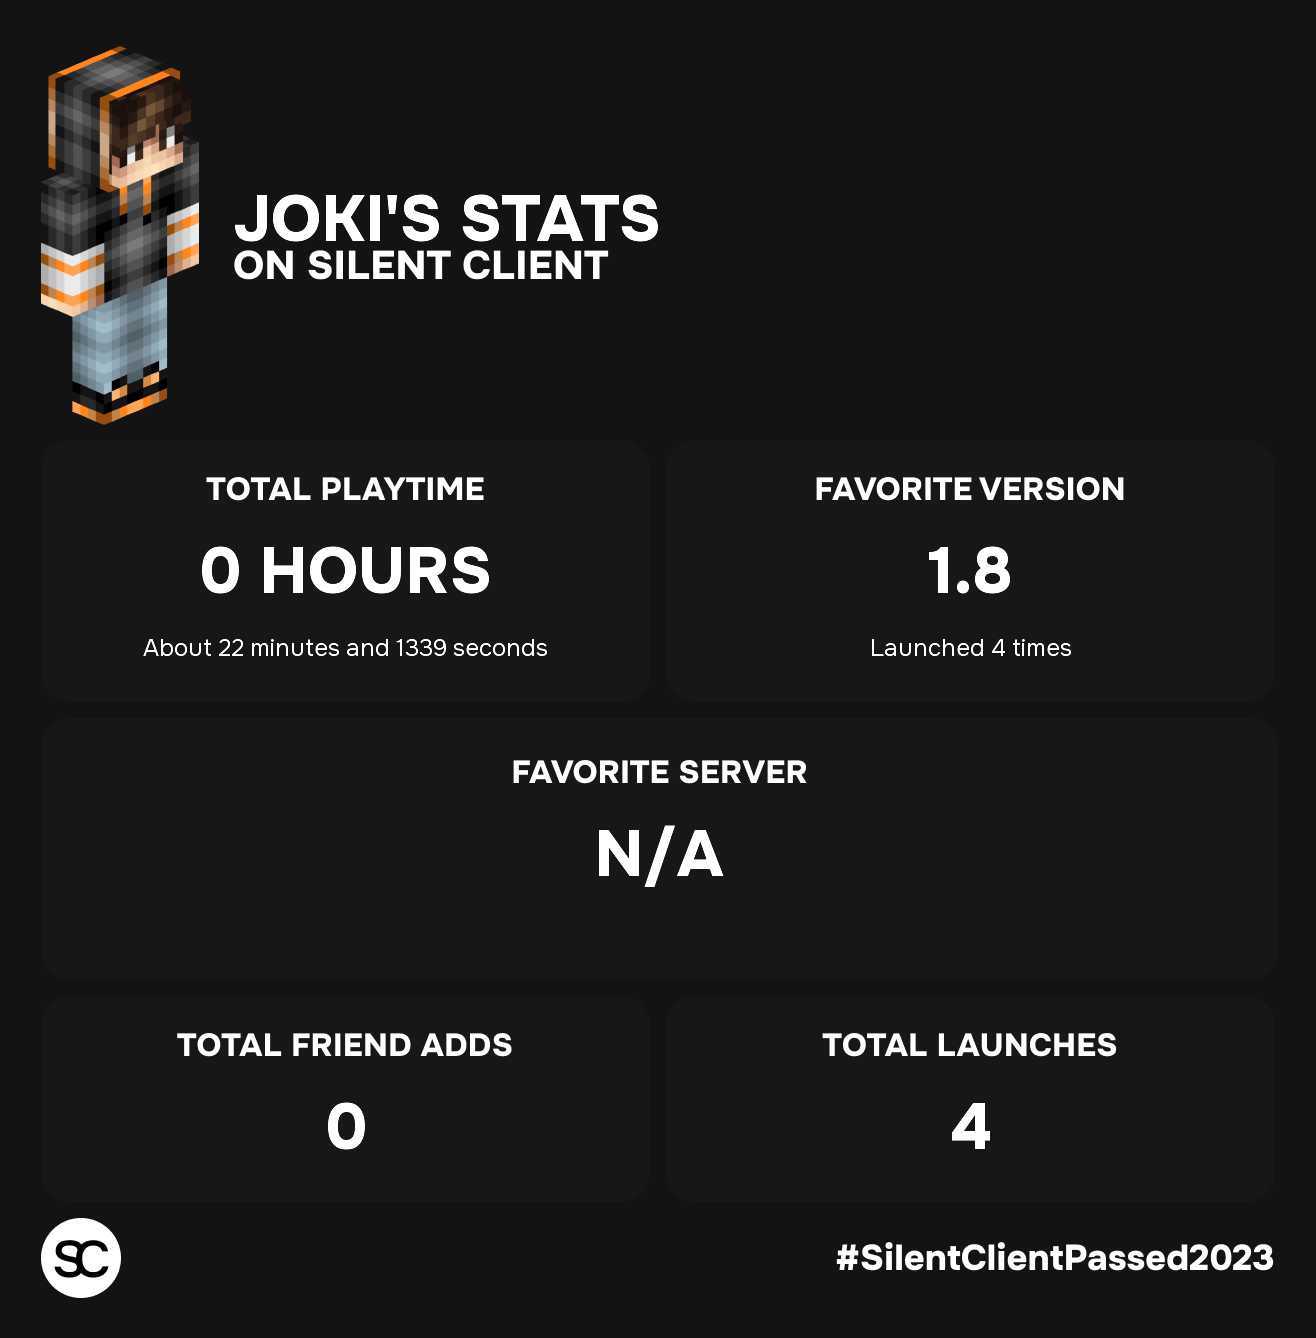 JOKI'S STATS
ON SILENT CLIENT
TOTAL PLAYTIME
0 HOURS
About 22 minutes and 1339 seconds
FAVORITE VERSION
1.8
Launched 4 times
FAVORITE SERVER
N/A
TOTAL FRIEND ADDS
0
TOTAL LAUNCHES
4
SC
#SilentClientPassed2023